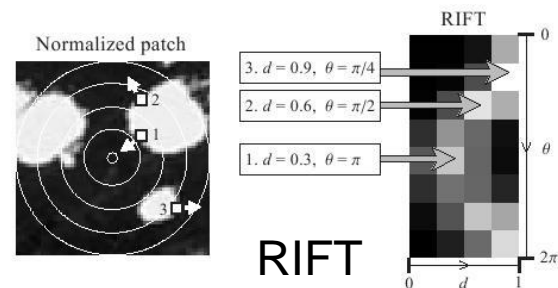 RIFT
Normalized patch
2
1
3
3. d = 0.9, θ = π/4
2. d = 0.6, θ = π/2
1. d = 0.3, θ = π
0
θ
2π
0
d
1
RIFT